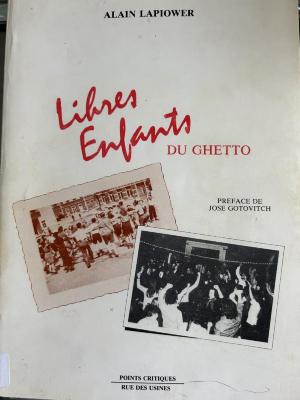 ALAIN LAPIOWER
Libres
Enfants
DU GHETTO
PREFACE DE
JOSE GOTOVITCH
POINTS CRITIQUES
RUE DES USINES